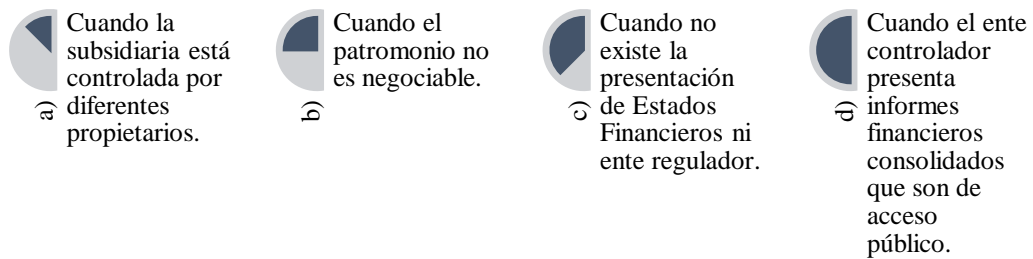 a)
Cuando la
subsidiaria está
controlada por
diferentes
propietarios.
b)
Cuando el
patromonio no
es negociable.
c)
Cuando no
existe la
presentación
de Estados
Financieros ni
ente regulador.
d)
Cuando el ente
controlador
presenta
informes
financieros
consolidados
que son de
acceso
público.